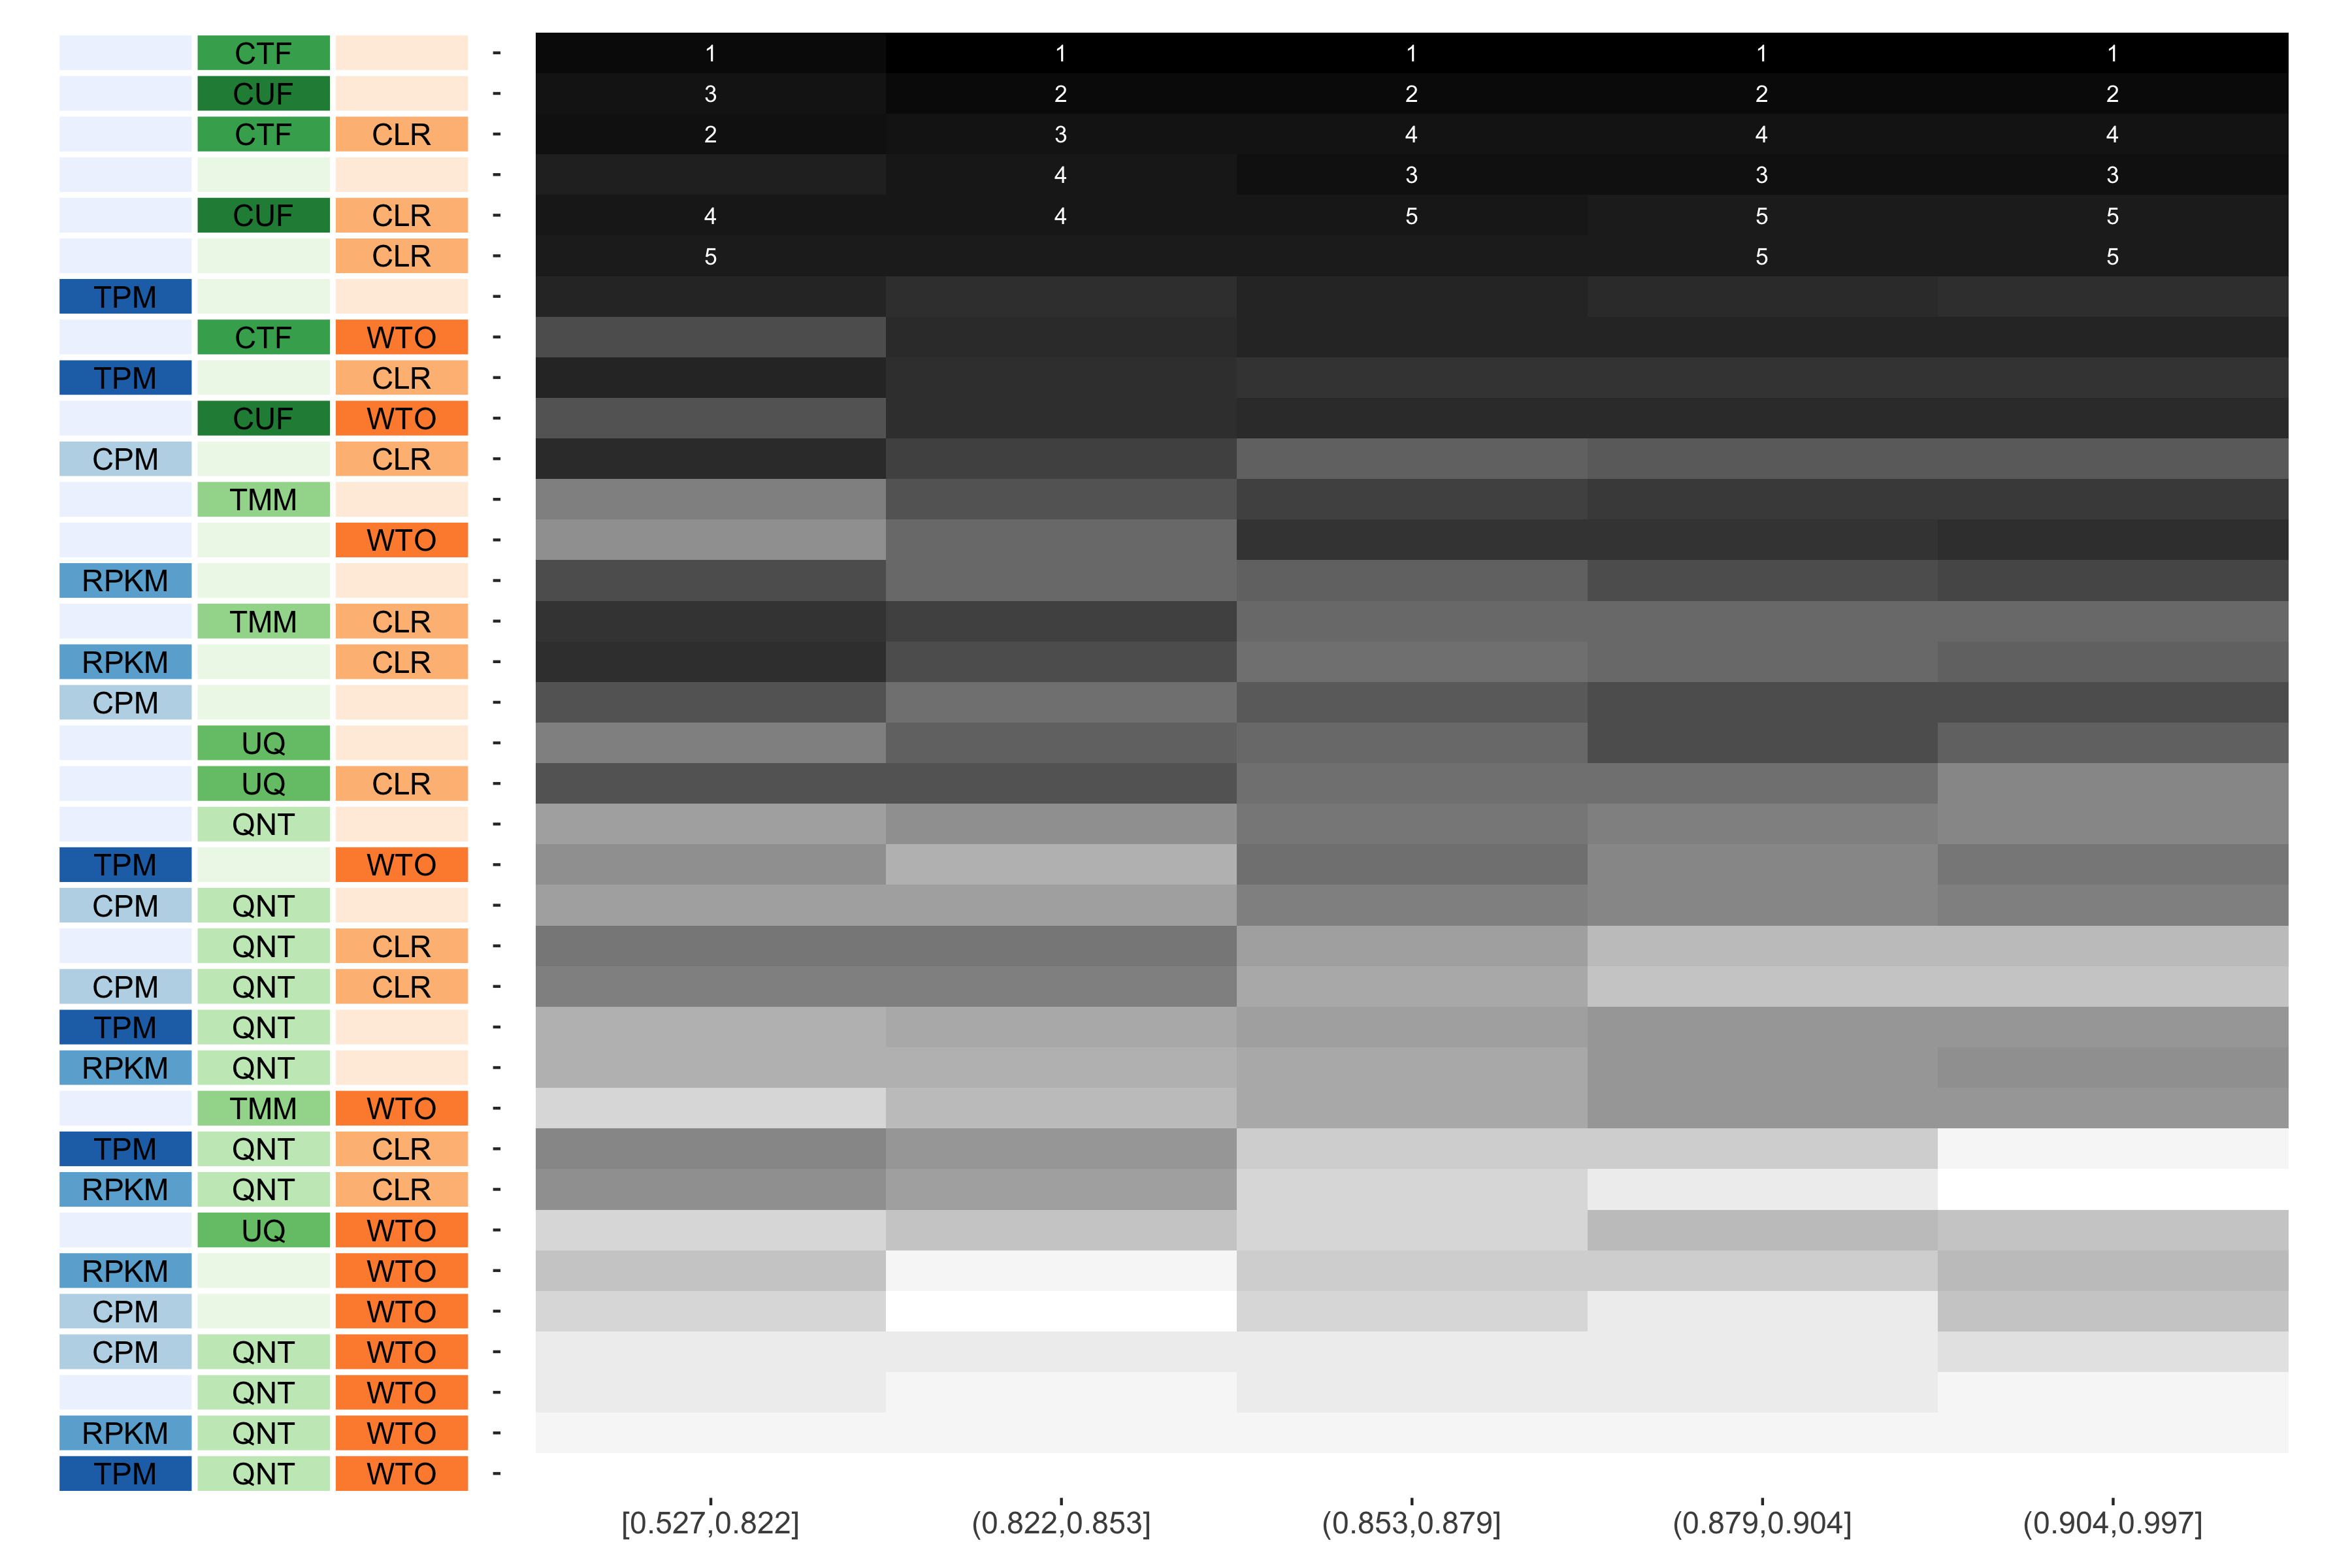 CTF - 1 1 1 1 1
CUF - 3 2 2 2 2
CTF CLR - 2 3 4 4 4
- 4 3 3 3
CUF CLR - 4 4 5 5 5
CLR - 5 5 5
TPM -
CTF WTO -
TPM CLR -
CUF WTO -
CPM CLR -
TMM -
WTO -
RPKM -
TMM CLR -
RPKM CLR -
CPM -
UQ -
UQ CLR -
QNT -
TPM WTO -
CPM QNT -
QNT CLR -
CPM QNT CLR -
TPM QNT -
RPKM QNT -
TMM WTO -
TPM QNT CLR -
RPKM QNT CLR -
UQ WTO -
RPKM WTO -
CPM WTO -
CPM QNT WTO -
QNT WTO -
RPKM QNT WTO -
TPM QNT WTO -
[0.527,0.822] (0.822,0.853] (0.853,0.879] (0.879,0.904] (0.904,0.997]